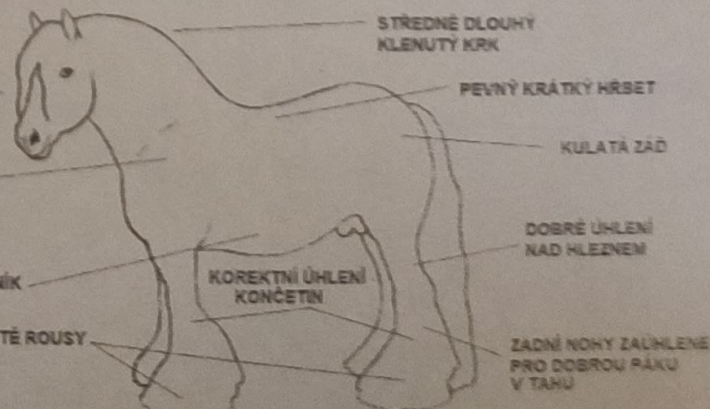 STŘEDNĚ DLOUHÝ
KLENUTÝ KRK
PEVNÝ KRÁTKÝ HŘBET
KULATÁ ZÁĎ
DOBRÉ ÚHLENÍ
NAD HLEZNEM
NÍK
KOREKTNÍ ÚHLENÍ
KONČETIN
TÉ ROUSY
ZADNÍ NOHY ZAÚHLENÉ
PRO DOBROU PÁKU
V TAHU